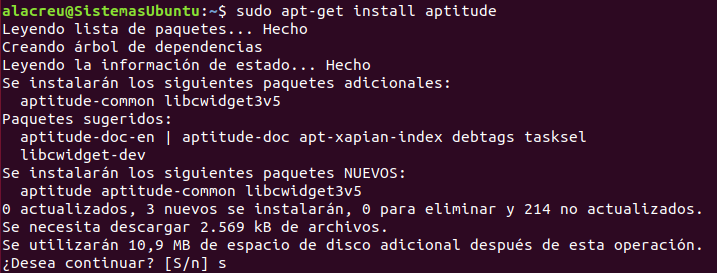 alacreu@SistemasUbuntu:~$ sudo apt-get install aptitude
Leyendo lista de paquetes... Hecho
Creando árbol de dependencias
Leyendo la información de estado... Hecho
Se instalarán los siguientes paquetes adicionales:
  aptitude-common libcwidget3v5
Paquetes sugeridos:
  aptitude-doc-en | aptitude-doc apt-xapian-index debtags tasksel
  libcwidget-dev
Se instalarán los siguientes paquetes NUEVOS:
  aptitude aptitude-common libcwidget3v5
0 actualizados, 3 nuevos se instalarán, 0 para eliminar y 214 no actualizados.
Se necesita descargar 2.569 kB de archivos.
Se utilizarán 10,9 MB de espacio de disco adicional después de esta operación.
¿Desea continuar? [S/n] s